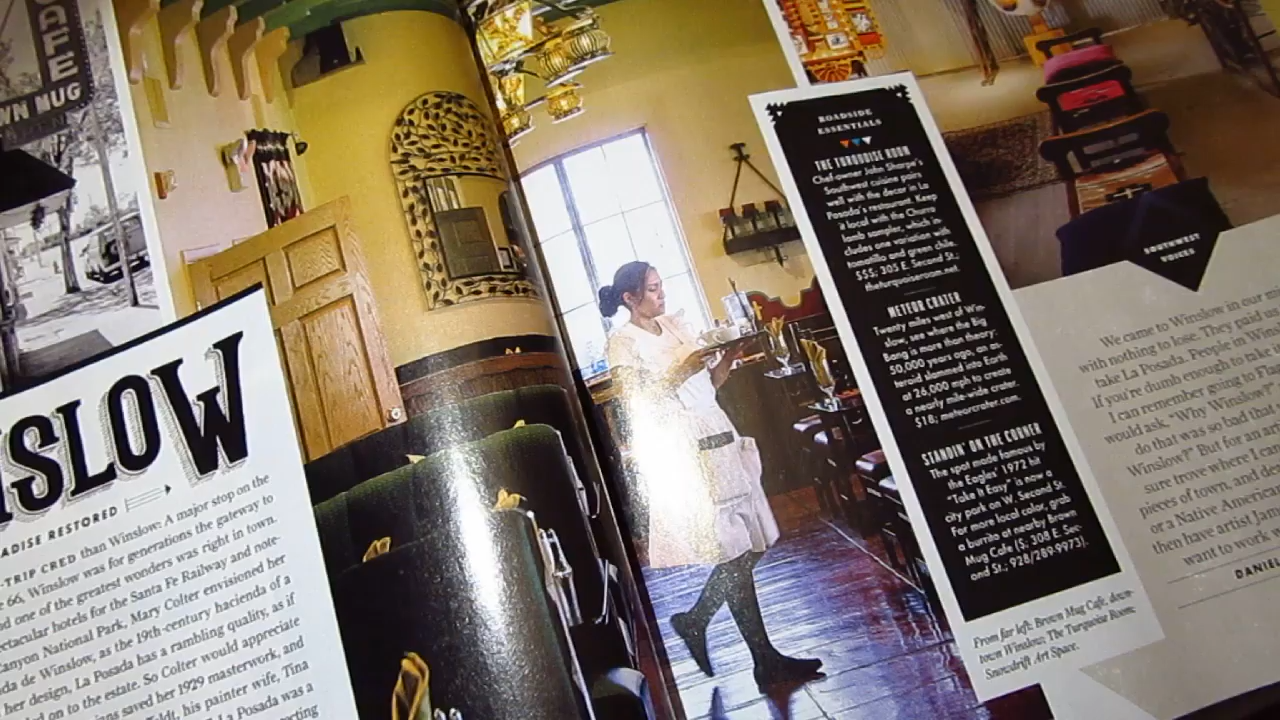 AFE
WN MUG
NSLOW
ADISE RESTORED
-TRIP CRED than Winslow: A major stop on the
e 66, Winslow was for generations the gateway to
nd one of the greatest wonders was right in town.
ectacular hotels for the Santa Fe Railway and note-
Canyon National Park, Mary Colter envisioned her
nda de Winslow, as the 19th-century hacienda of a
her design, La Posada has a rambling quality, as if
ed on to the estate. So Colter would appreciate
ians saved her 1929 masterwork, and
ldt, his painter wife, Tina
La Posada was a
ROADSIDE
ESSENTIALS
THE TURQUOISE ROOM
Chef-owner John Sharpe's
Southwest cuisine pairs
well with the decor in La
Posada's restaurant. Keep
it local with the Churro
lamb sampler, which in-
cludes one variation with
tomatillo and green chile.
$$$; 305 E. Second St.;
theturquoiseroom.net.
METEOR CRATER
Twenty miles west of Win-
slow, see where the Big
Bang is more than theory:
50,000 years ago, an as-
teroid slammed into Earth
at 26,000 mph to create
a nearly mile-wide crater.
$18; meteorcrater.com.
STANDIN' ON THE CORNER
The spot made famous by
the Eagles' 1972 hit
"Take It Easy" is now a
city park on W. Second St.
For more local color, grab
a burrito at nearby Brown
Mug Cafe ($; 308 E. Sec-
ond St.; 928/289-9973).
From far left: Brown Mug Cafe, down-
town Winslow; The Turquoise Room;
Snowdrift Art Space.
SOUTHWEST
VOICES
We came to Winslow in our mi
with nothing to lose. They paid us
take La Posada. People in Wins
If you're dumb enough to take
I can remember going to Flag
would ask, "Why Winslow?"
do that was so bad that
Winslow?" But for an art
sure trove where I can
pieces of town, and des
or a Native American
then have artist Jam
want to work
DANIEL